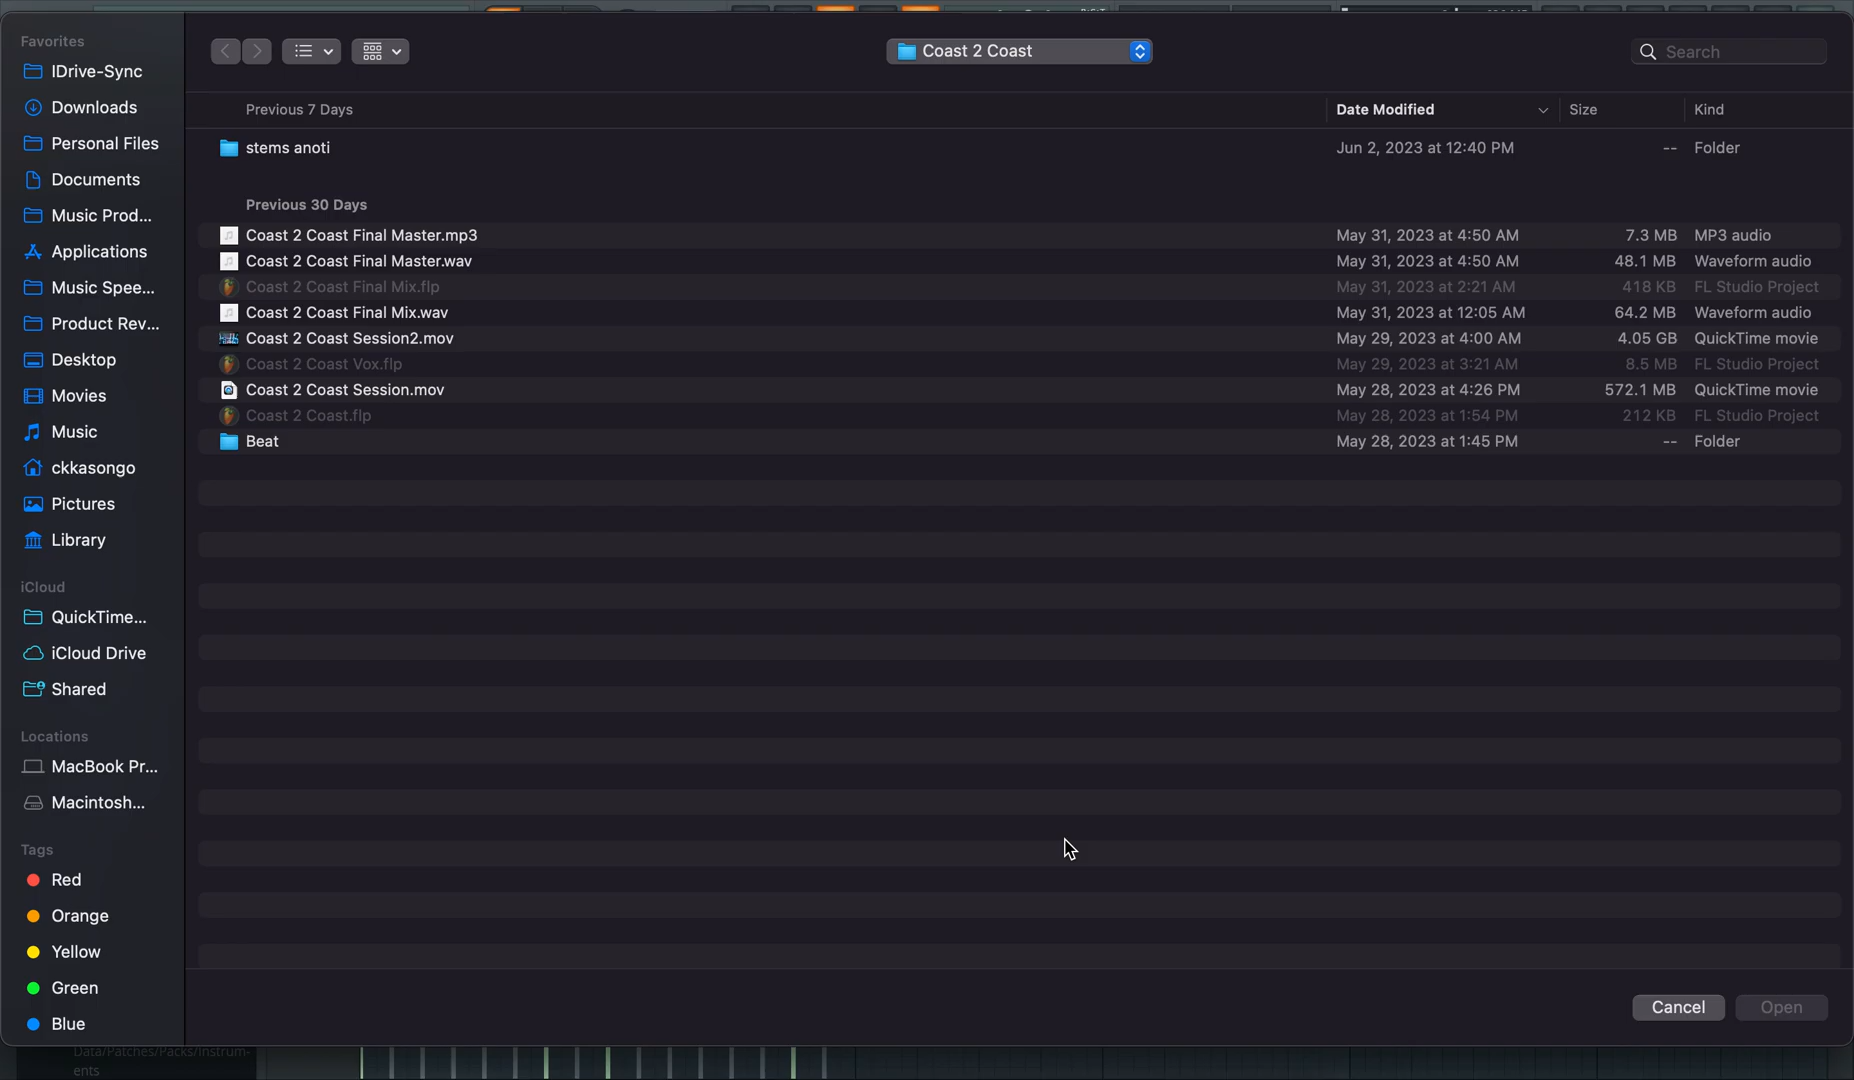 Favorites
IDrive-Sync
Downloads
Personal Files
Documents
Music Prod...
Applications
Music Spee...
Product Rev...
Desktop
Movies
Music
ckkasongo
Pictures
Library
iCloud
QuickTime...
iCloud Drive
Shared
Locations
MacBook Pr...
Macintosh...
Tags
Red
Orange
Yellow
Green
Blue
Coast 2 Coast
Search
Previous 7 Days Date Modified Size Kind
stems anoti Jun 2, 2023 at 12:40 PM -- Folder
Previous 30 Days
Coast 2 Coast Final Master.mp3 May 31, 2023 at 4:50 AM 7.3 MB MP3 audio
Coast 2 Coast Final Master.wav May 31, 2023 at 4:50 AM 48.1 MB Waveform audio
Coast 2 Coast Final Mix.flp May 31, 2023 at 2:21 AM 418 KB FL Studio Project
Coast 2 Coast Final Mix.wav May 31, 2023 at 12:05 AM 64.2 MB Waveform audio
Coast 2 Coast Session2.mov May 29, 2023 at 4:00 AM 4.05 GB QuickTime movie
Coast 2 Coast Vox.flp May 29, 2023 at 3:21 AM 8.5 MB FL Studio Project
Coast 2 Coast Session.mov May 28, 2023 at 4:26 PM 572.1 MB QuickTime movie
Coast 2 Coast.flp May 28, 2023 at 1:54 PM 212 KB FL Studio Project
Beat May 28, 2023 at 1:45 PM -- Folder
Cancel Open
Data/Patches/Packs/Instrum-
ents